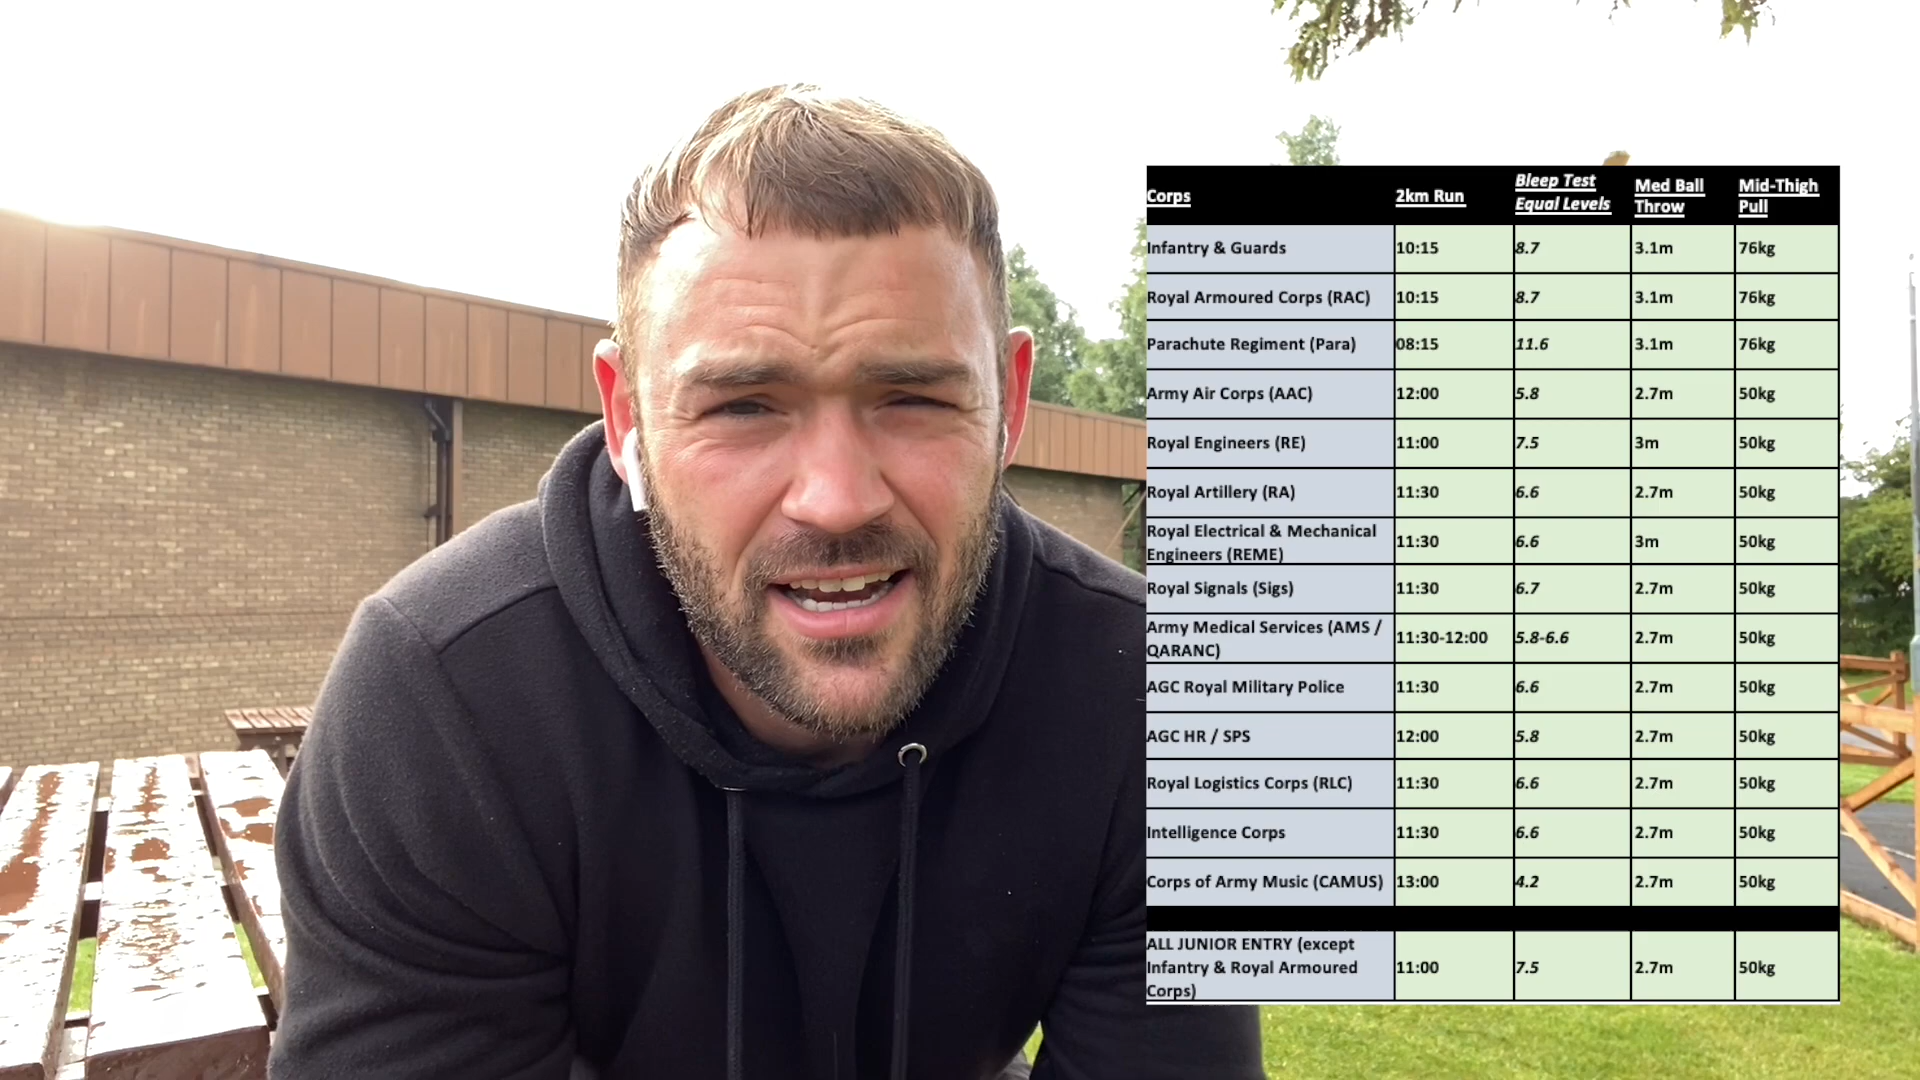 Corps 2km Run Bleep Test Equal Levels Med Ball Throw Mid-Thigh Pull
Infantry & Guards 10:15 8.7 3.1m 76kg
Royal Armoured Corps (RAC) 10:15 8.7 3.1m 76kg
Parachute Regiment (Para) 08:15 11.6 3.1m 76kg
Army Air Corps (AAC) 12:00 5.8 2.7m 50kg
Royal Engineers (RE) 11:00 7.5 3m 50kg
Royal Artillery (RA) 11:30 6.6 2.7m 50kg
Royal Electrical & Mechanical Engineers (REME) 11:30 6.6 3m 50kg
Royal Signals (Sigs) 11:30 6.7 2.7m 50kg
Army Medical Services (AMS / QARANC) 11:30-12:00 5.8-6.6 2.7m 50kg
AGC Royal Military Police 11:30 6.6 2.7m 50kg
AGC HR / SPS 12:00 5.8 2.7m 50kg
Royal Logistics Corps (RLC) 11:30 6.6 2.7m 50kg
Intelligence Corps 11:30 6.6 2.7m 50kg
Corps of Army Music (CAMUS) 13:00 4.2 2.7m 50kg
ALL JUNIOR ENTRY (except Infantry & Royal Armoured Corps) 11:00 7.5 2.7m 50kg